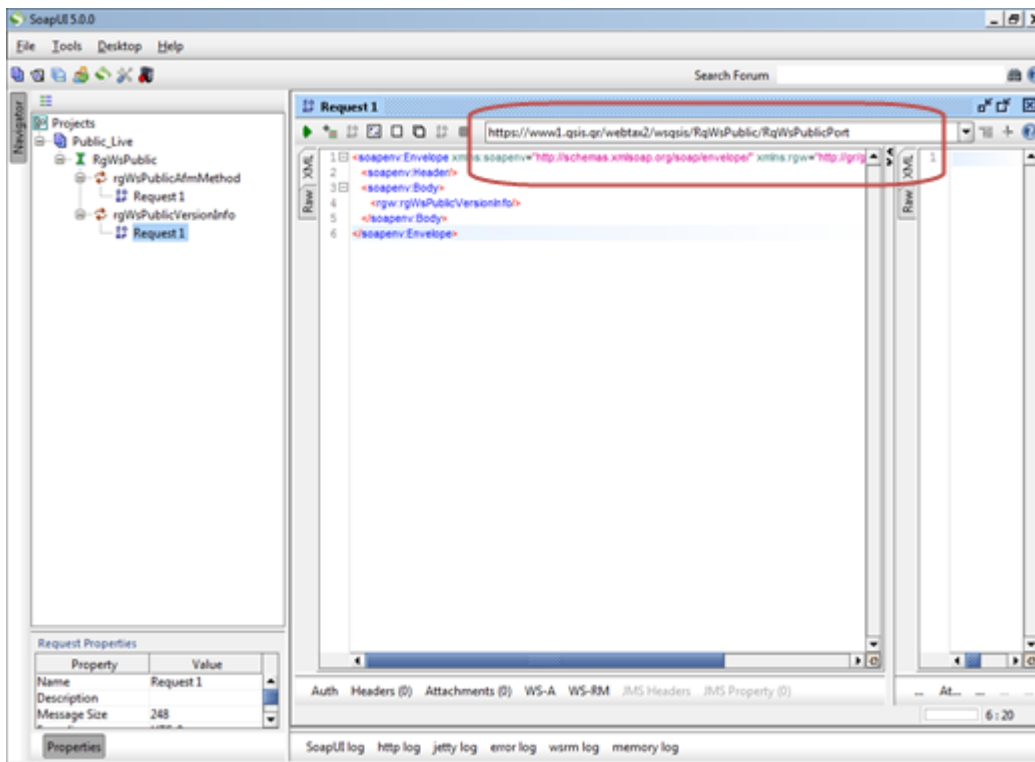 SoapUI 5.0.0
File Tools Desktop Help
Search Forum
Navigator
Projects
Public_Live
RgWsPublic
rgWsPublicAfmMethod
Request 1
rgWsPublicVersionInfo
Request 1
Request 1
https://www1.gsis.gr/webtax2/wsgsis/RgWsPublic/RgWsPublicPort
XML
Raw
1 <soapenv:Envelope xmlns:soapenv="http://schemas.xmlsoap.org/soap/envelope/" xmlns:rgw="http://gr/g
2 <soapenv:Header/>
3 <soapenv:Body>
4 <rgw:rgWsPublicVersionInfo/>
5 </soapenv:Body>
6 </soapenv:Envelope>
XML
Raw
1
Request Properties
Property Value
Name Request 1
Description
Message Size 248
Properties
Auth Headers (0) Attachments (0) WS-A WS-RM JMS Headers JMS Property (0)
... At... ... ... ...
6 : 20
SoapUI log http log jetty log error log wsrm log memory log